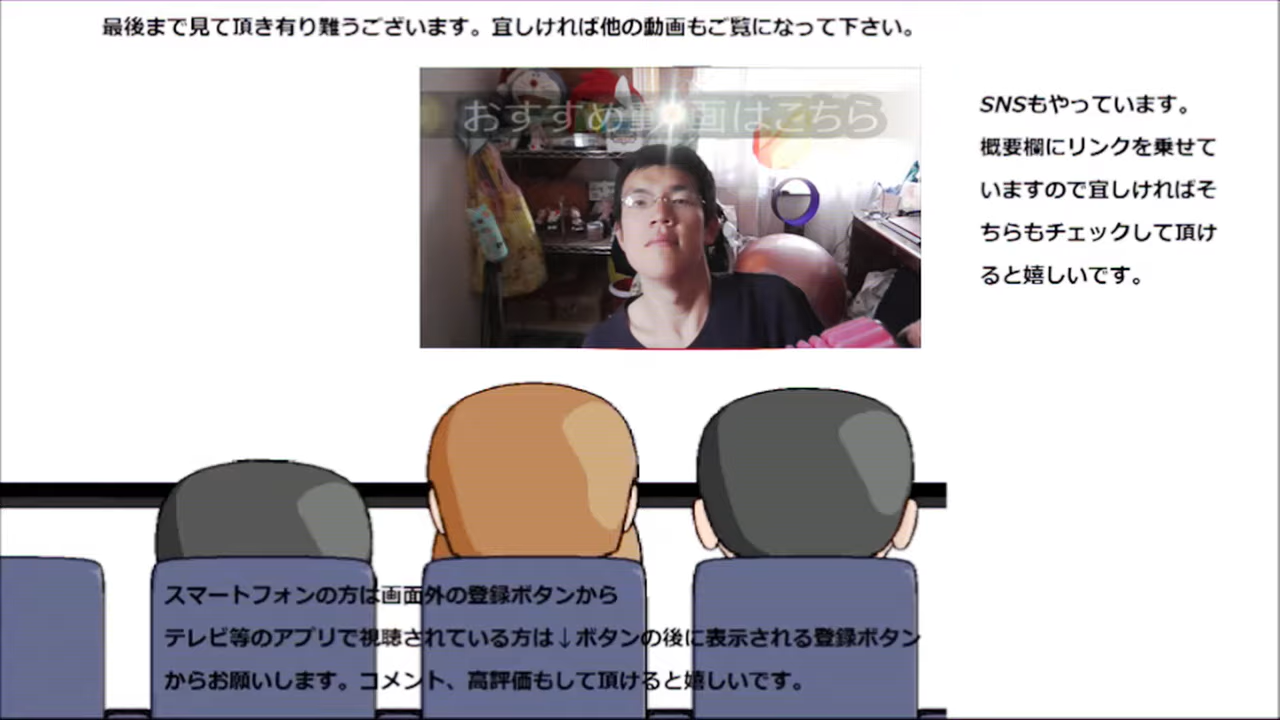 最後まで見て頂き有り難うございます。宜しければ他の動画もご覧になって下さい。
おすすめ動画はこちら
SNSもやっています。
概要欄にリンクを乗せて
いますので宜しければそ
ちらもチェックして頂け
ると嬉しいです。
スマートフォンの方は画面外の登録ボタンから
テレビ等のアプリで視聴されている方は↓ボタンの後に表示される登録ボタン
からお願いします。コメント、高評価もして頂けると嬉しいです。